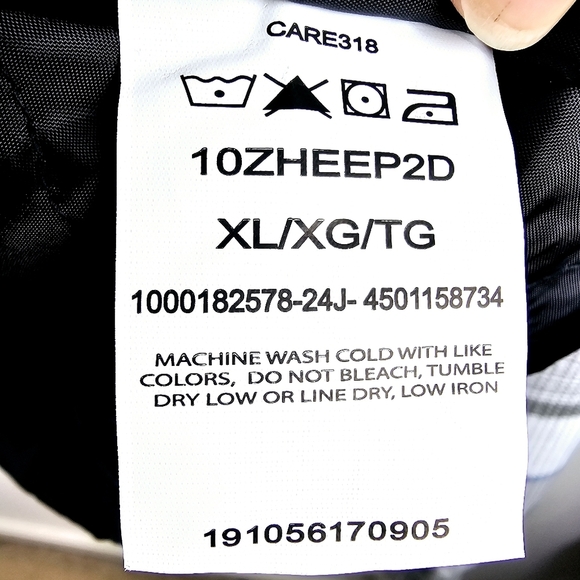 CARE318
10ZHEEP2D
XL/XG/TG
1000182578-24J- 4501158734
MACHINE WASH COLD WITH LIKE
COLORS, DO NOT BLEACH, TUMBLE
DRY LOW OR LINE DRY, LOW IRON
191056170905